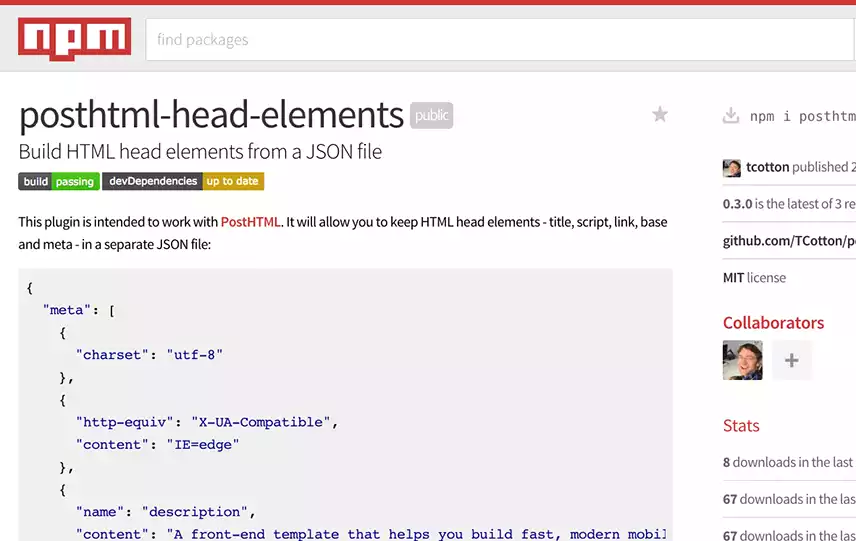 npm
find packages
posthtml-head-elements public
Build HTML head elements from a JSON file
build passing devDependencies up to date
This plugin is intended to work with PostHTML. It will allow you to keep HTML head elements - title, script, link, base
and meta - in a separate JSON file:
{
"meta": [
{
"charset": "utf-8"
},
{
"http-equiv": "X-UA-Compatible",
"content": "IE=edge"
},
{
"name": "description",
"content": "A front-end template that helps you build fast, modern mobil
npm i posthtm
tcotton published 2
0.3.0 is the latest of 3 re
github.com/TCotton/p
MIT license
Collaborators
+
Stats
8 downloads in the last
67 downloads in the las
67 downloads in the las